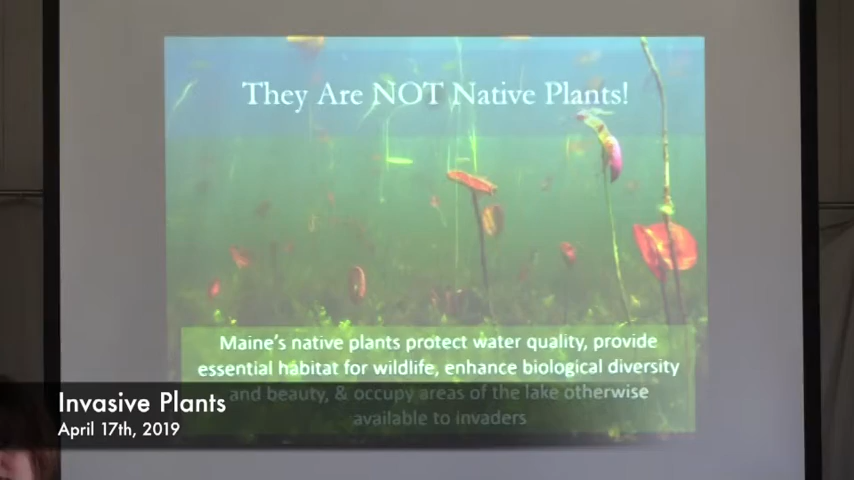 They Are NOT Native Plants!
Maine's native plants protect water quality, provide
essential habitat for wildlife, enhance biological diversity
and beauty, & occupy areas of the lake otherwise
available to invaders
Invasive Plants
April 17th, 2019